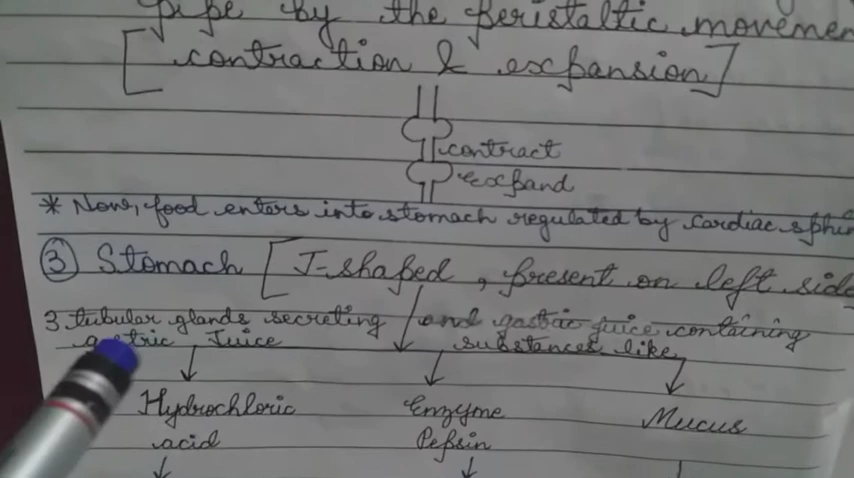 pipe by the peristaltic movemen
[contraction & expansion]
contract
expand
* Now, food enters into stomach regulated by cardiac sphin
③ Stomach [J-shaped, present on left side
3 tubular glands secreting / and gastric juice containing
gastric Juice substances like
Hydrochloric Enzyme Mucus
acid Pepsin